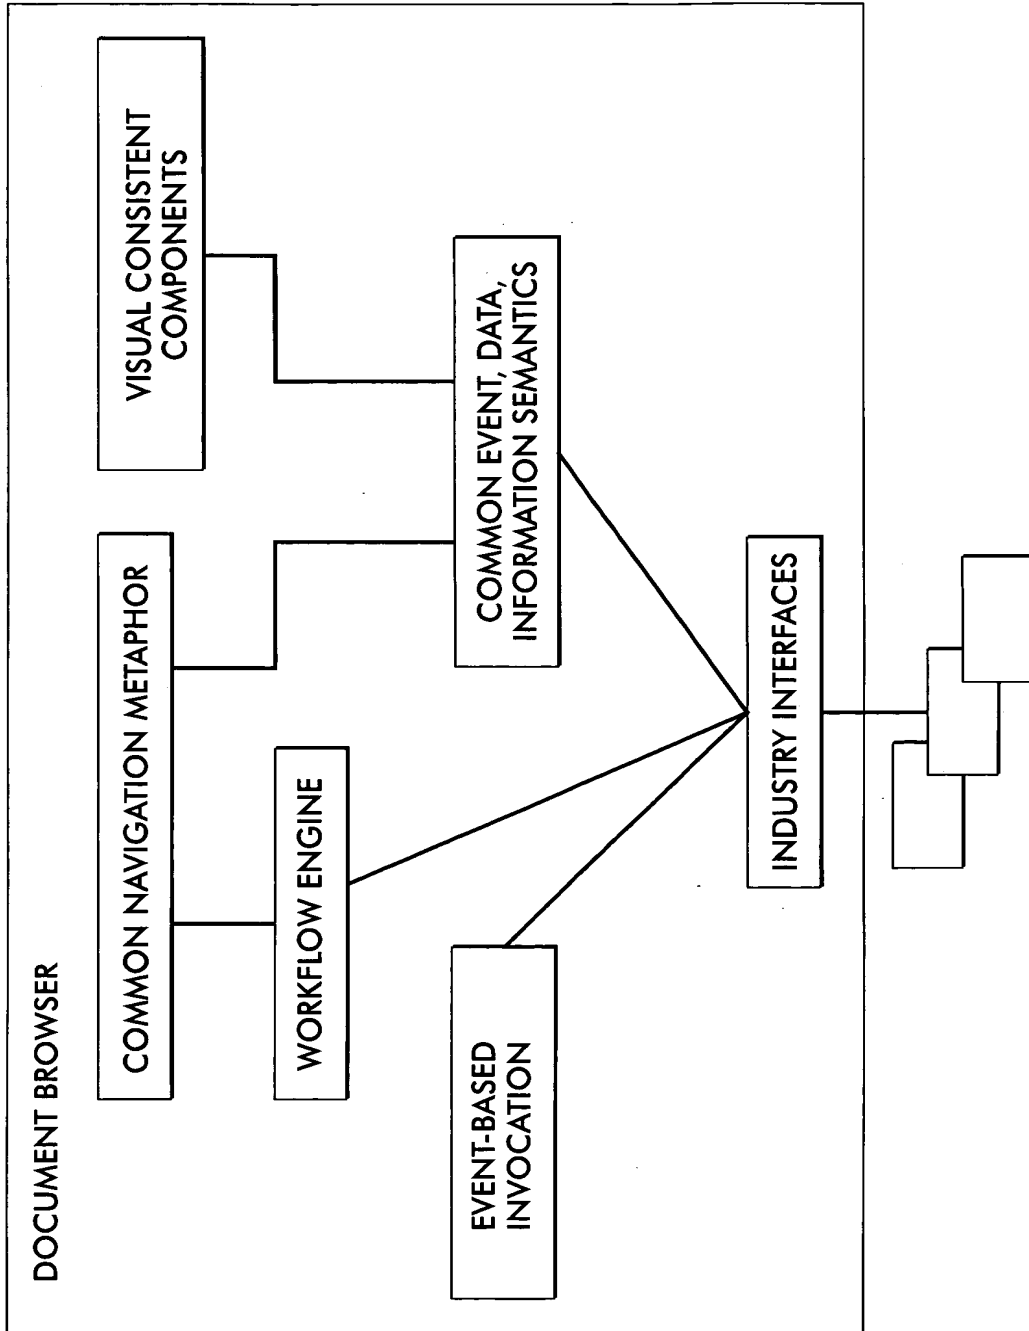 DOCUMENT BROWSER
COMMON NAVIGATION METAPHOR
VISUAL CONSISTENT
COMPONENTS
WORKFLOW ENGINE
EVENT-BASED
INVOCATION
COMMON EVENT, DATA,
INFORMATION SEMANTICS
INDUSTRY INTERFACES